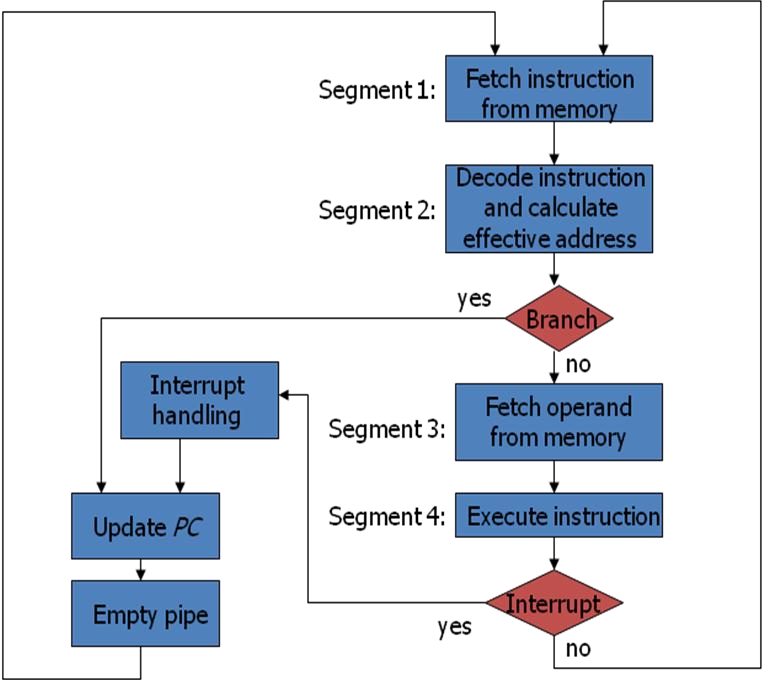 Segment 1:
Fetch instruction
from memory
Segment 2:
Decode instruction
and calculate
effective address
yes
Branch
no
Interrupt
handling
Segment 3:
Fetch operand
from memory
Update PC
Segment 4:
Execute instruction
Empty pipe
Interrupt
yes
no